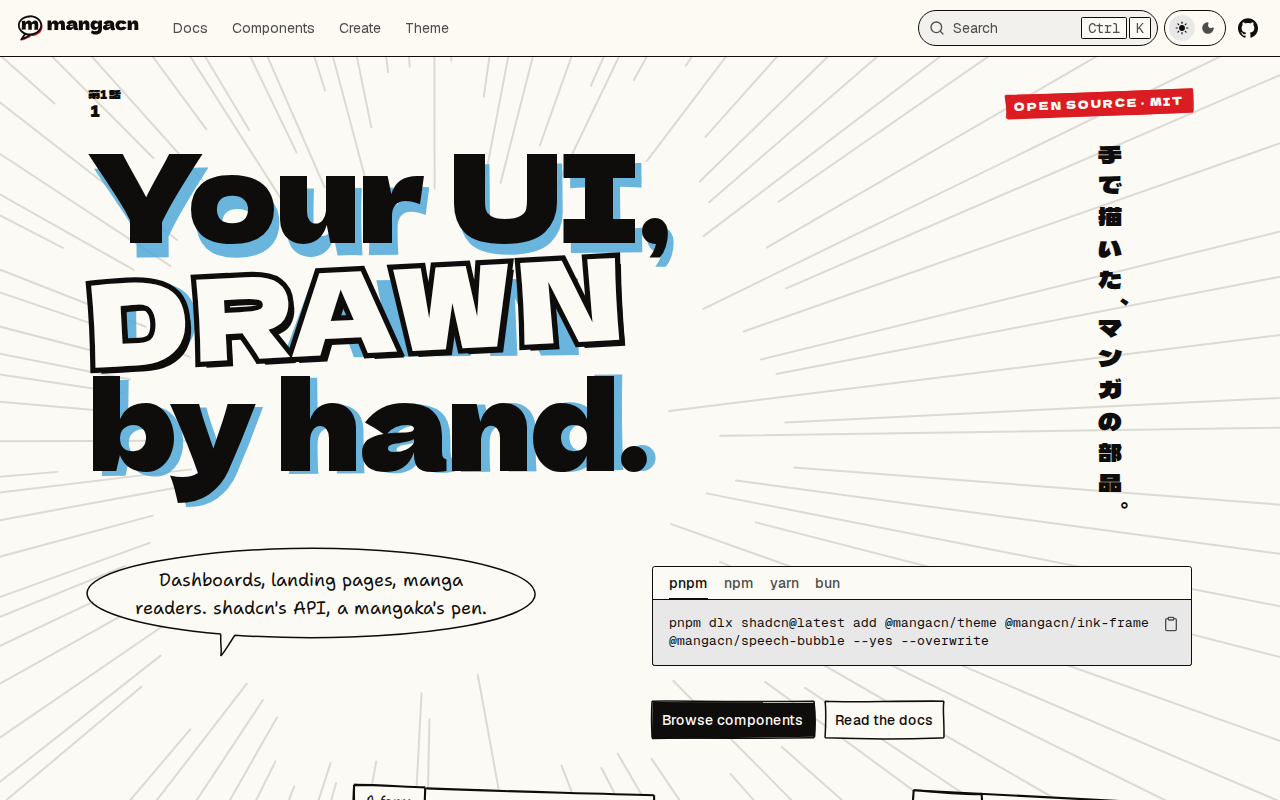 mangacn
Docs Components Create Theme
Search Ctrl K
第1話
1
OPEN SOURCE · MIT
Your UI,
DRAWN
by hand.
手で描いた、マンガの部品。
Dashboards, landing pages, manga
readers. shadcn's API, a mangaka's pen.
pnpm npm yarn bun
pnpm dlx shadcn@latest add @mangacn/theme @mangacn/ink-frame
@mangacn/speech-bubble --yes --overwrite
Browse components Read the docs